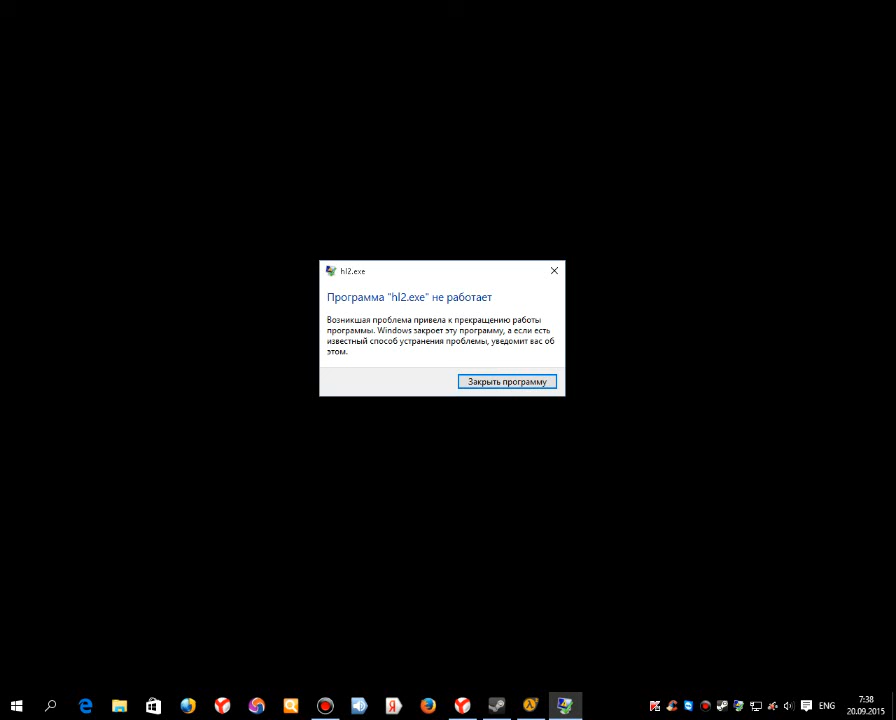 hl2.exe
Программа "hl2.exe" не работает
Возникшая проблема привела к прекращению работы
программы. Windows закроет эту программу, а если есть
известный способ устранения проблемы, уведомит вас об
этом.
Закрыть программу
ENG
7:38
20.09.2015